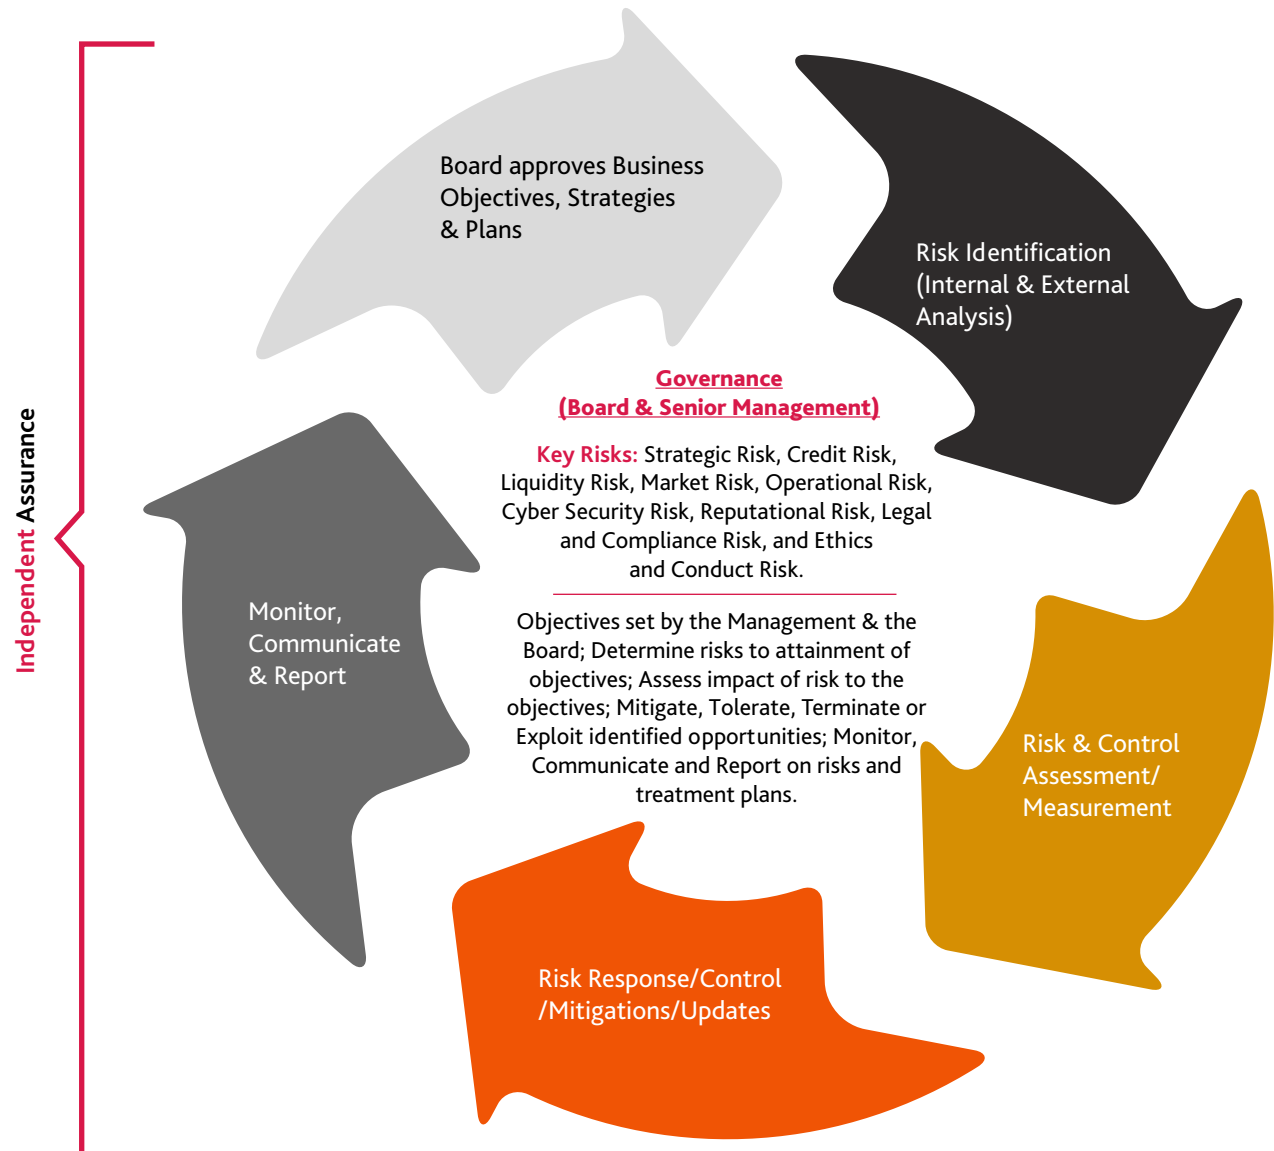 Board approves Business
Objectives, Strategies
& Plans
Risk Identification
(Internal & External
Analysis)
Governance
(Board & Senior Management)
Key Risks: Strategic Risk, Credit Risk,
Liquidity Risk, Market Risk, Operational Risk,
Cyber Security Risk, Reputational Risk, Legal
and Compliance Risk, and Ethics
and Conduct Risk.
Objectives set by the Management & the
Board; Determine risks to attainment of
objectives; Assess impact of risk to the
objectives; Mitigate, Tolerate, Terminate or
Exploit identified opportunities; Monitor,
Communicate and Report on risks and
treatment plans.
Risk & Control
Assessment/
Measurement
Risk Response/Control
/Mitigations/Updates
Monitor,
Communicate
& Report
Independent Assurance